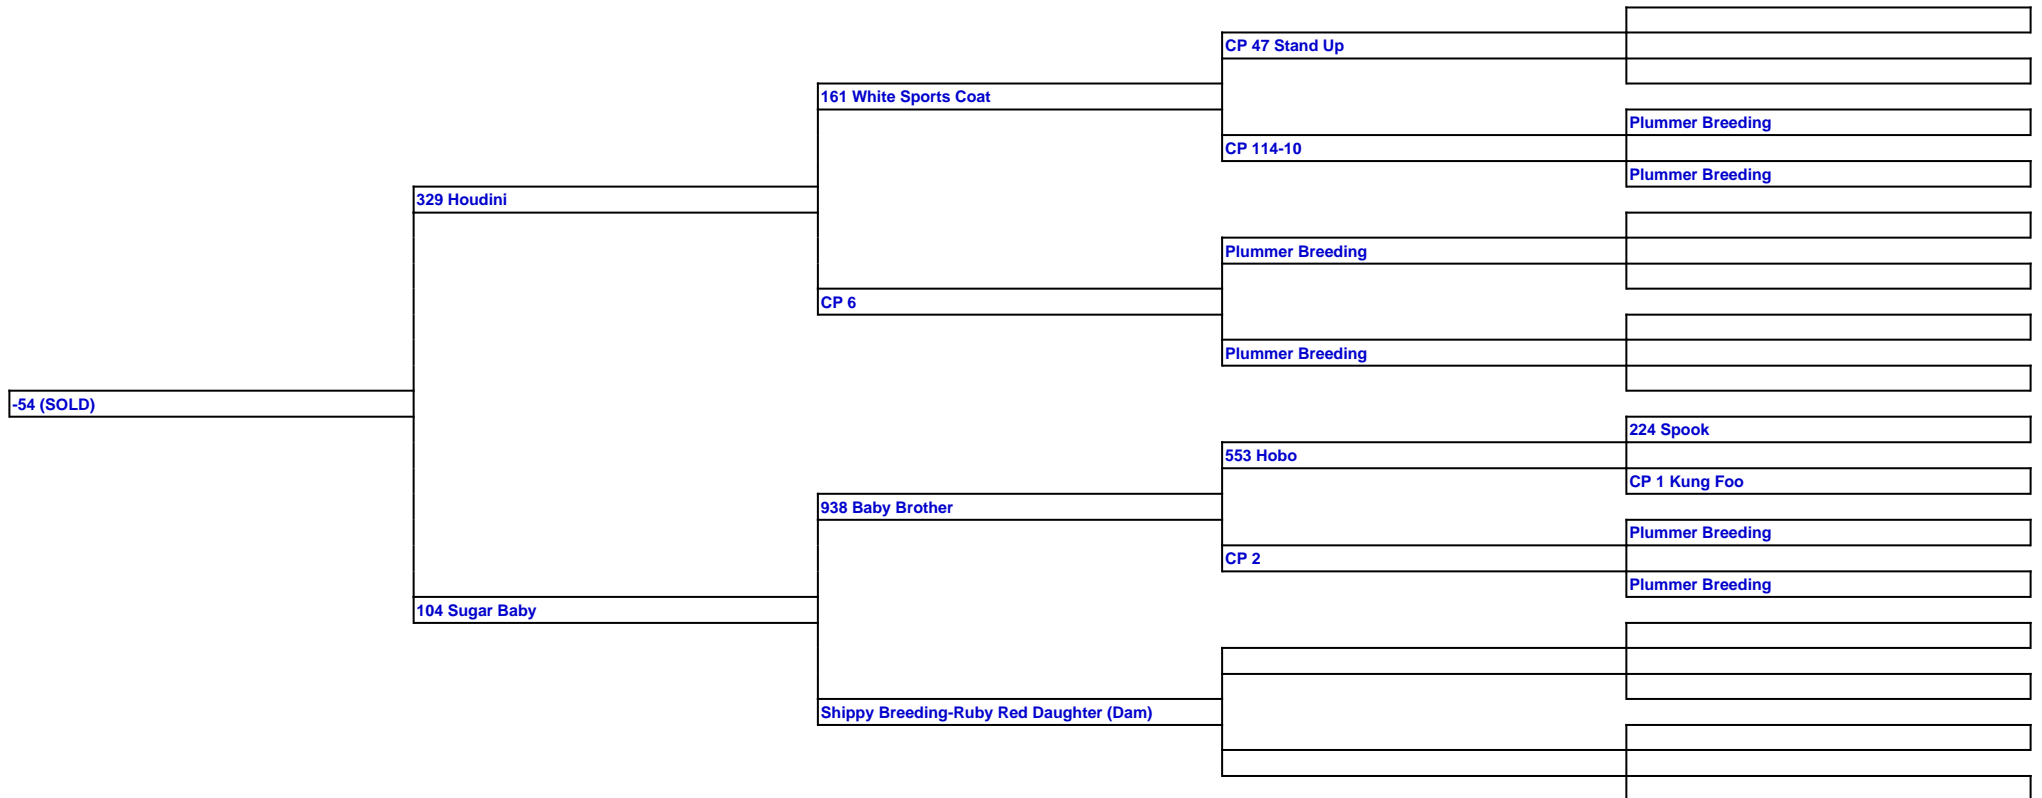 CP 47 Stand Up
161 White Sports Coat
Plummer Breeding
CP 114-10
Plummer Breeding
329 Houdini
Plummer Breeding
CP 6
Plummer Breeding
-54 (SOLD)
224 Spook
553 Hobo
CP 1 Kung Foo
938 Baby Brother
Plummer Breeding
CP 2
Plummer Breeding
104 Sugar Baby
Shippy Breeding-Ruby Red Daughter (Dam)